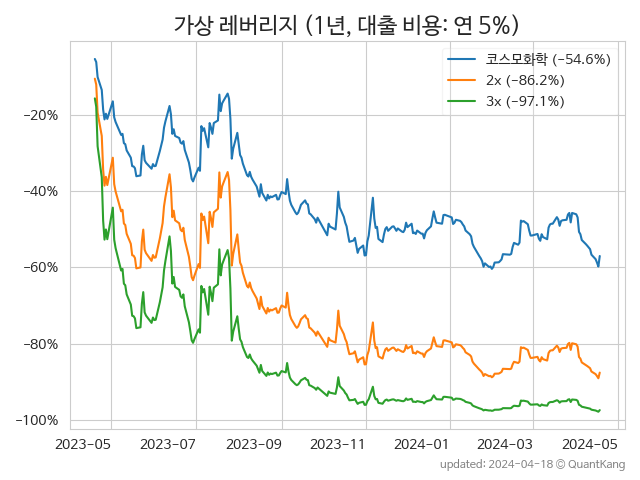 가상 레버리지 (1년, 대출 비용: 연 5%)
코스모화학 (−54.6%)
2x (−86.2%)
3x (−97.1%)
−20%
−40%
−60%
−80%
−100%
2023-05 2023-07 2023-09 2023-11 2024-01 2024-03 2024-05
updated: 2024-04-18 © QuantKang